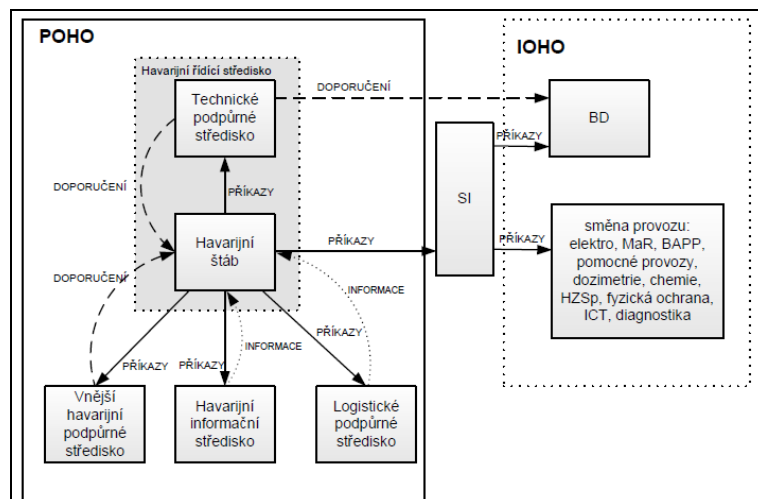 POHO
IOHO
Havarijní řídící středisko
Technické
podpůrné
středisko
DOPORUČENÍ
BD
SI
PŘÍKAZY
DOPORUČENÍ
PŘÍKAZY
Havarijní
štáb
PŘÍKAZY
PŘÍKAZY
směna provozu:
elektro, MaR, BAPP,
pomocné provozy,
dozimetrie, chemie,
HZSp, fyzická ochrana,
ICT, diagnostika
DOPORUČENÍ
INFORMACE
PŘÍKAZY
INFORMACE
PŘÍKAZY
PŘÍKAZY
Vnější
havarijní
podpůrné
středisko
Havarijní
informační
středisko
Logistické
podpůrné
středisko